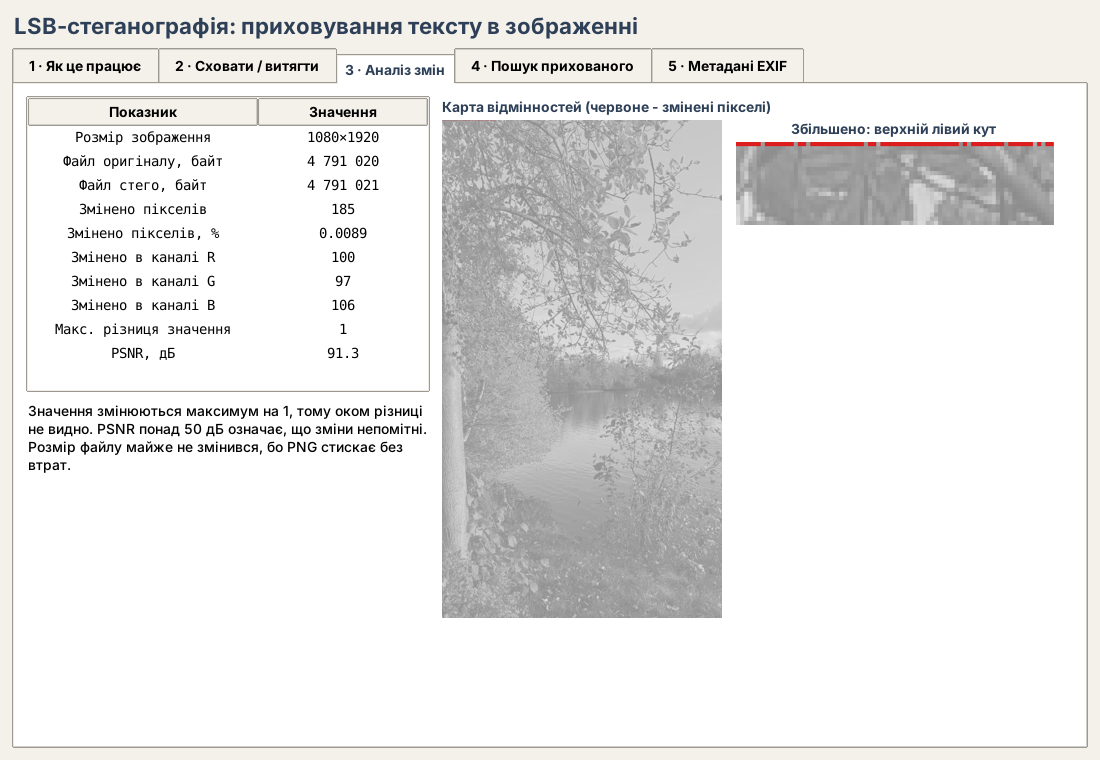 LSB-стеганографія: приховування тексту в зображенні
1 · Як це працює
2 · Сховати / витягти
3 · Аналіз змін
4 · Пошук прихованого
5 · Метадані EXIF
Показник Значення
Розмір зображення 1080×1920
Файл оригіналу, байт 4 791 020
Файл стего, байт 4 791 021
Змінено пікселів 185
Змінено пікселів, % 0.0089
Змінено в каналі R 100
Змінено в каналі G 97
Змінено в каналі B 106
Макс. різниця значення 1
PSNR, дБ 91.3
Значення змінюються максимум на 1, тому оком різниці
не видно. PSNR понад 50 дБ означає, що зміни непомітні.
Розмір файлу майже не змінився, бо PNG стискає без
втрат.
Карта відмінностей (червоне - змінені пікселі)
Збільшено: верхній лівий кут